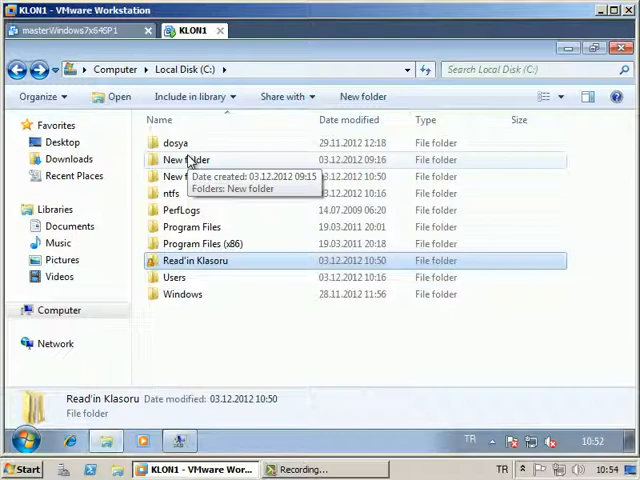 KLON1 - VMware Workstation
masterWindows7x64SP1
KLON1
Computer
Local Disk (C:)
Search Local Disk (C:)
Organize
Open
Include in library
Share with
New folder
Name Date modified Type Size
Favorites
Desktop
Downloads
Recent Places
Libraries
Documents
Music
Pictures
Videos
Computer
Network
dosya 29.11.2012 12:18 File folder
New folder 03.12.2012 09:16 File folder
New f 03.12.2012 10:50 File folder
Date created: 03.12.2012 09:15
Folders: New folder
ntfs 03.12.2012 10:16 File folder
PerfLogs 14.07.2009 06:20 File folder
Program Files 19.03.2011 20:01 File folder
Program Files (x86) 19.03.2011 20:18 File folder
Read'in Klasoru 03.12.2012 10:50 File folder
Users 03.12.2012 10:50 File folder
Windows 28.11.2012 11:56 File folder
Read'in Klasoru Date modified: 03.12.2012 10:50
File folder
TR 10:52
Start
KLON1 - VMware Wor...
Recording...
TR 10:54